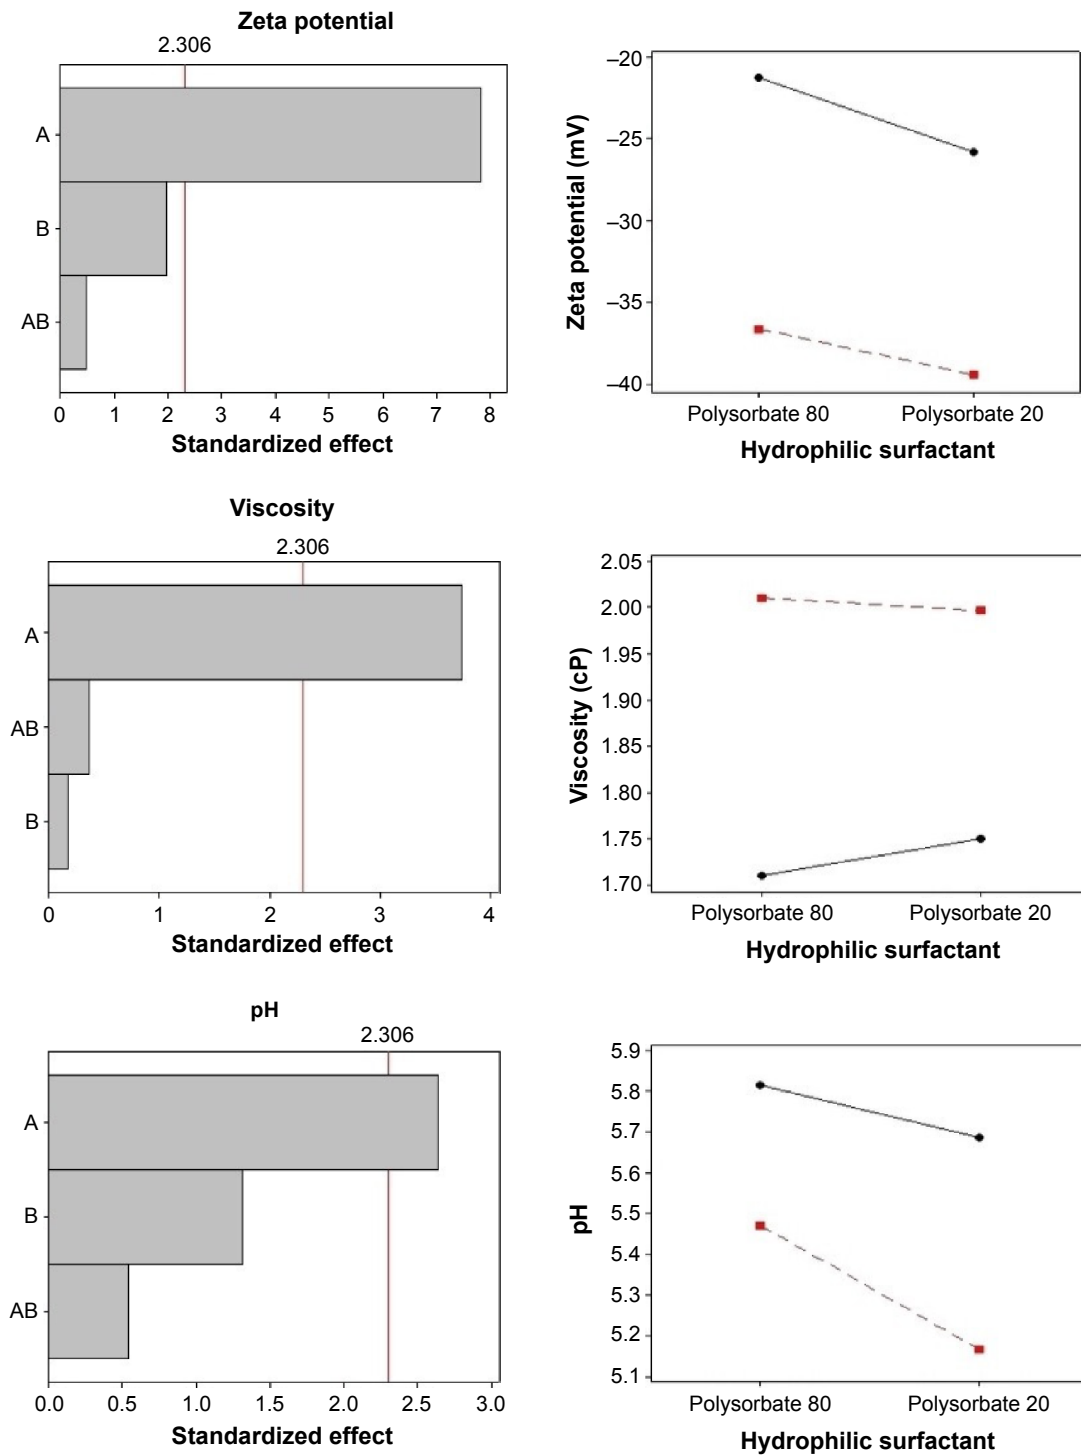 Zeta potential
2.306
A
B
AB
0 1 2 3 4 5 6 7 8
Standardized effect
–20
–25
–30
–35
–40
Zeta potential (mV)
Polysorbate 80 Polysorbate 20
Hydrophilic surfactant
Viscosity
2.306
A
AB
B
0 1 2 3 4
Standardized effect
2.05
2.00
1.95
1.90
1.85
1.80
1.75
1.70
Viscosity (cP)
Polysorbate 80 Polysorbate 20
Hydrophilic surfactant
pH
2.306
A
B
AB
0.0 0.5 1.0 1.5 2.0 2.5 3.0
Standardized effect
5.9
5.8
5.7
5.6
5.5
5.4
5.3
5.2
5.1
pH
Polysorbate 80 Polysorbate 20
Hydrophilic surfactant